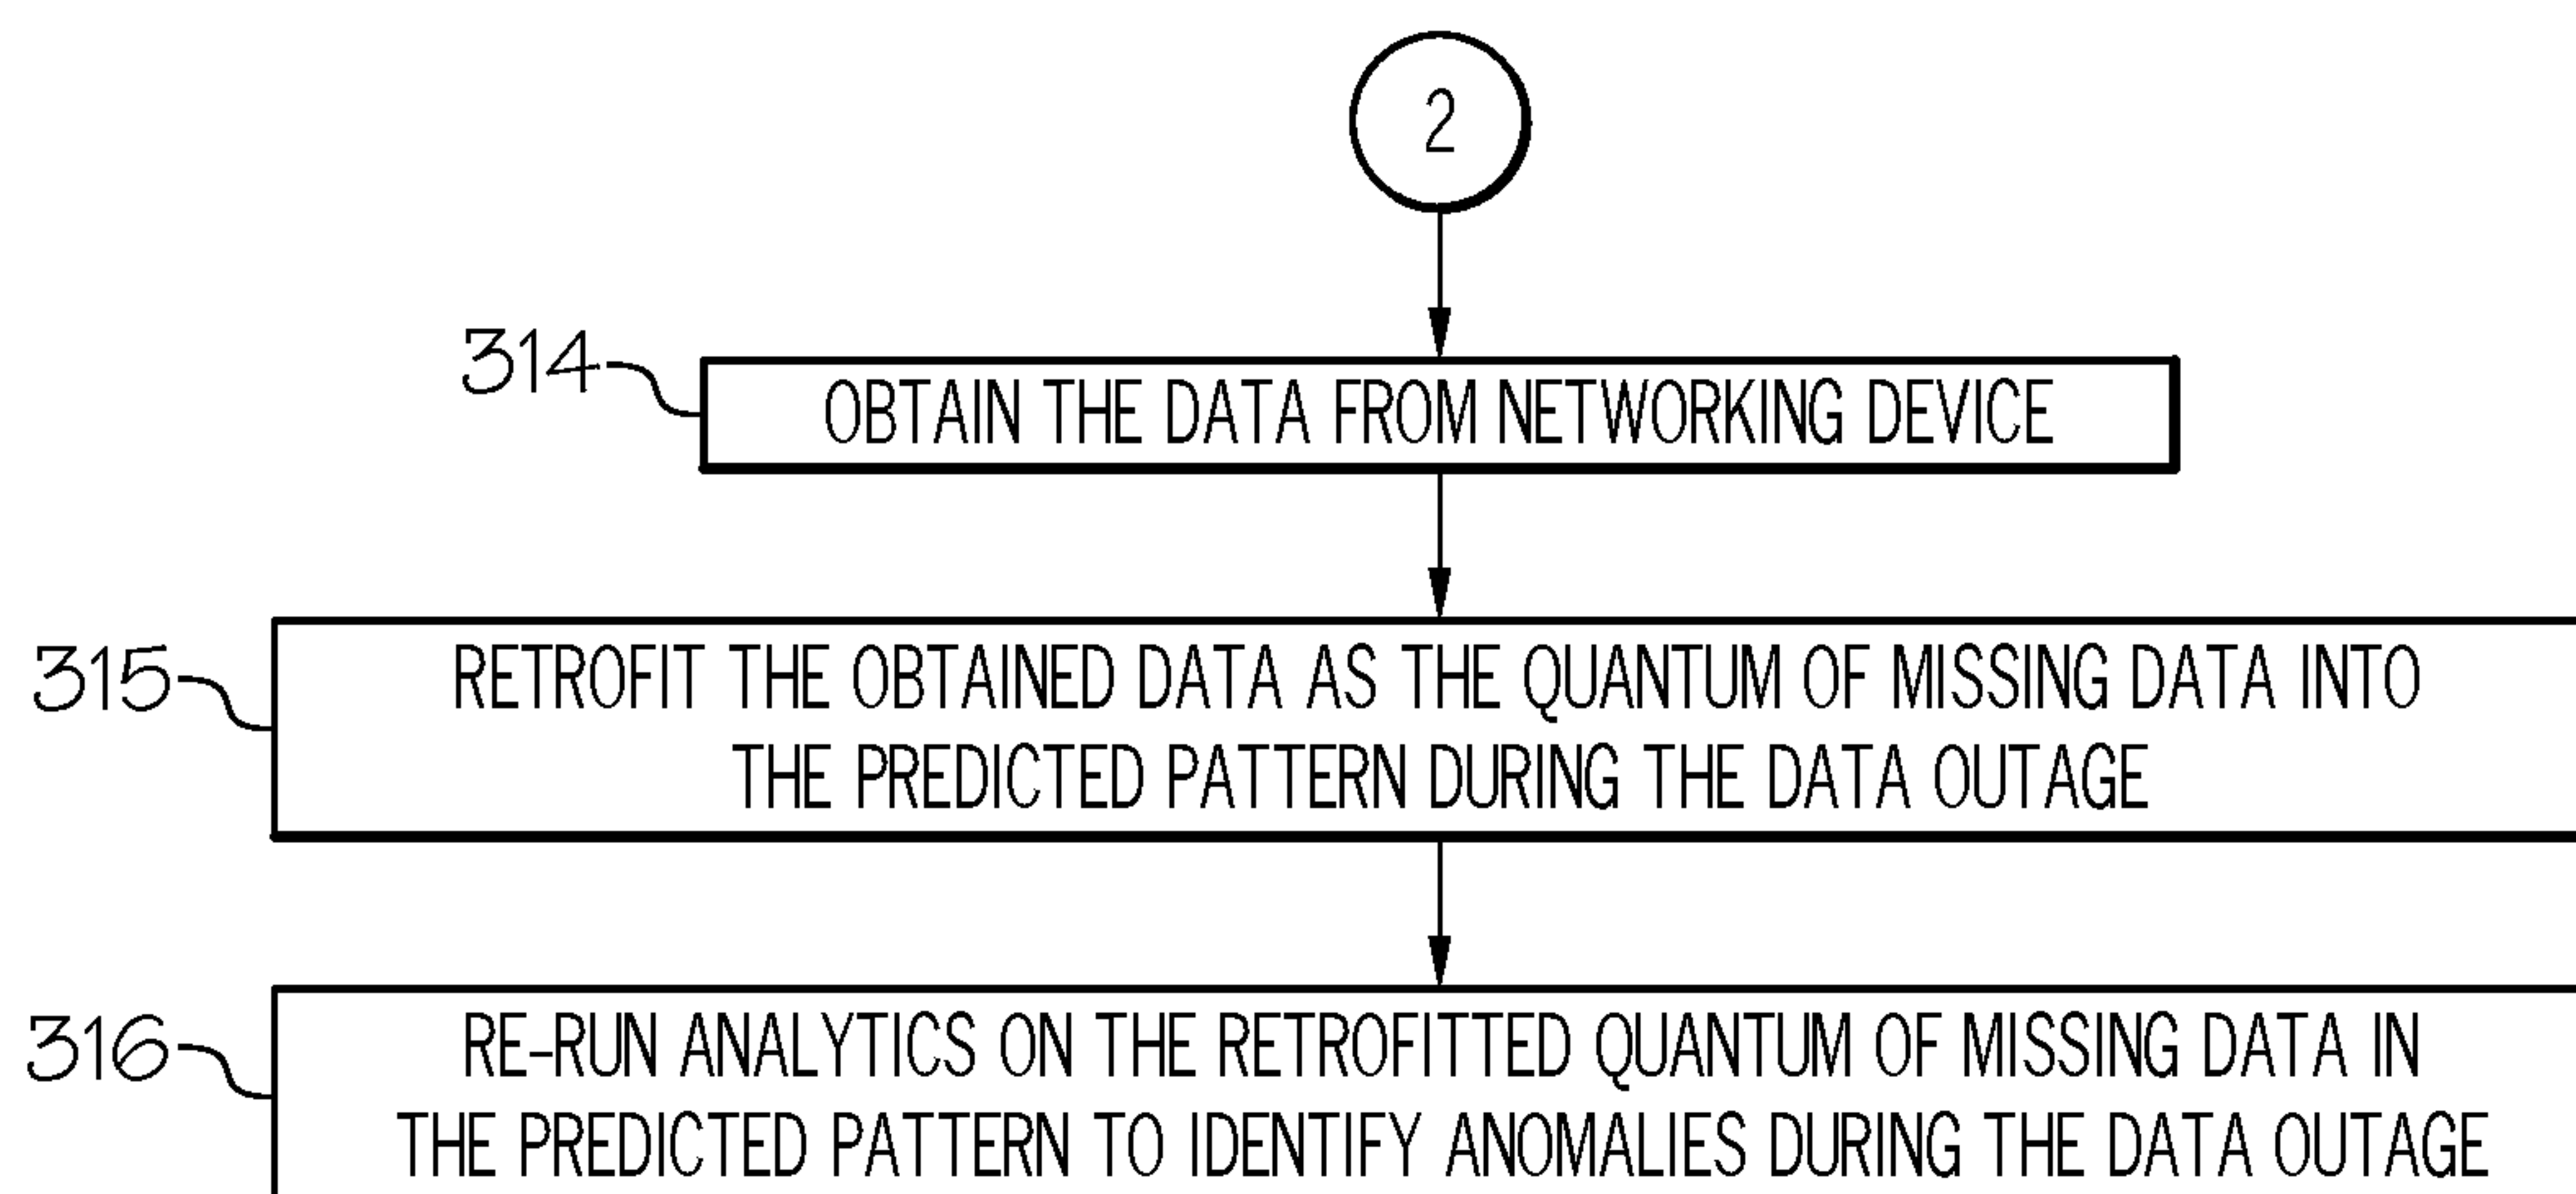 2
314
OBTAIN THE DATA FROM NETWORKING DEVICE
315
RETROFIT THE OBTAINED DATA AS THE QUANTUM OF MISSING DATA INTO
THE PREDICTED PATTERN DURING THE DATA OUTAGE
316
RE-RUN ANALYTICS ON THE RETROFITTED QUANTUM OF MISSING DATA IN
THE PREDICTED PATTERN TO IDENTIFY ANOMALIES DURING THE DATA OUTAGE